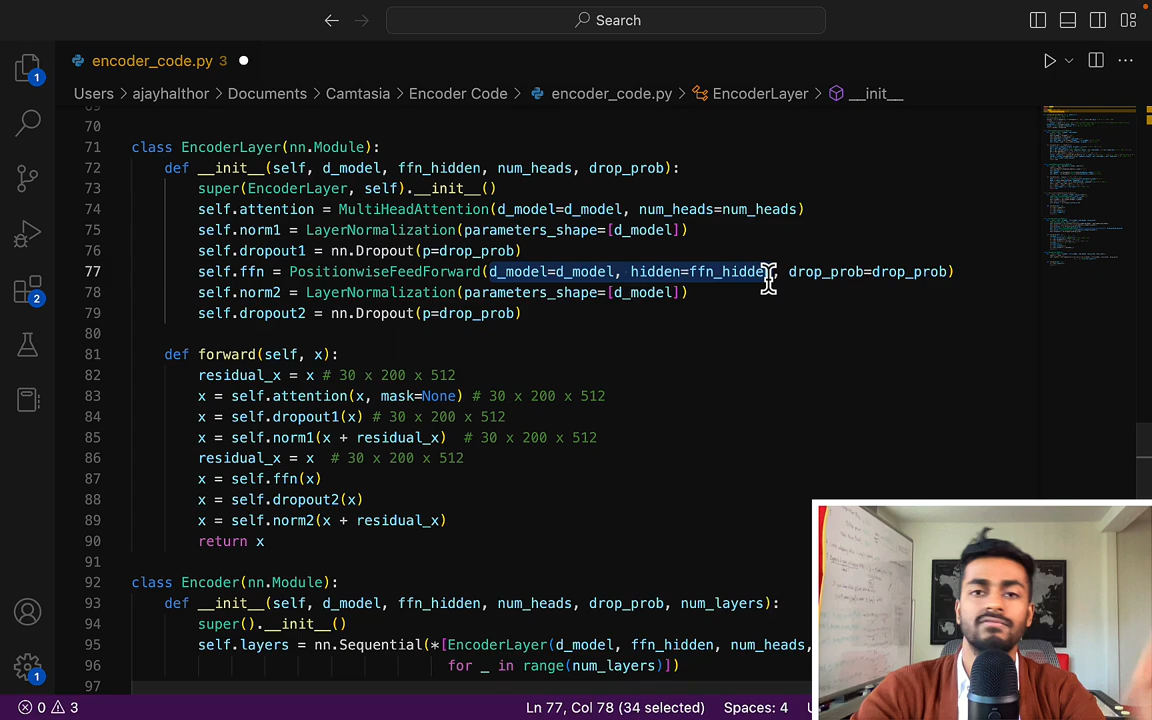 Search
encoder_code.py 3
Users > ajayhalthor > Documents > Camtasia > Encoder Code > encoder_code.py > EncoderLayer > __init__
1
2
1
70
71 class EncoderLayer(nn.Module):
72 def __init__(self, d_model, ffn_hidden, num_heads, drop_prob):
73 super(EncoderLayer, self).__init__()
74 self.attention = MultiHeadAttention(d_model=d_model, num_heads=num_heads)
75 self.norm1 = LayerNormalization(parameters_shape=[d_model])
76 self.dropout1 = nn.Dropout(p=drop_prob)
77 self.ffn = PositionwiseFeedForward(d_model=d_model, hidden=ffn_hidden, drop_prob=drop_prob)
78 self.norm2 = LayerNormalization(parameters_shape=[d_model])
79 self.dropout2 = nn.Dropout(p=drop_prob)
80
81 def forward(self, x):
82 residual_x = x # 30 x 200 x 512
83 x = self.attention(x, mask=None) # 30 x 200 x 512
84 x = self.dropout1(x) # 30 x 200 x 512
85 x = self.norm1(x + residual_x) # 30 x 200 x 512
86 residual_x = x # 30 x 200 x 512
87 x = self.ffn(x)
88 x = self.dropout2(x)
89 x = self.norm2(x + residual_x)
90 return x
91
92 class Encoder(nn.Module):
93 def __init__(self, d_model, ffn_hidden, num_heads, drop_prob, num_layers):
94 super().__init__()
95 self.layers = nn.Sequential(*[EncoderLayer(d_model, ffn_hidden, num_heads,
96 for _ in range(num_layers)])
97
0 3 Ln 77, Col 78 (34 selected) Spaces: 4